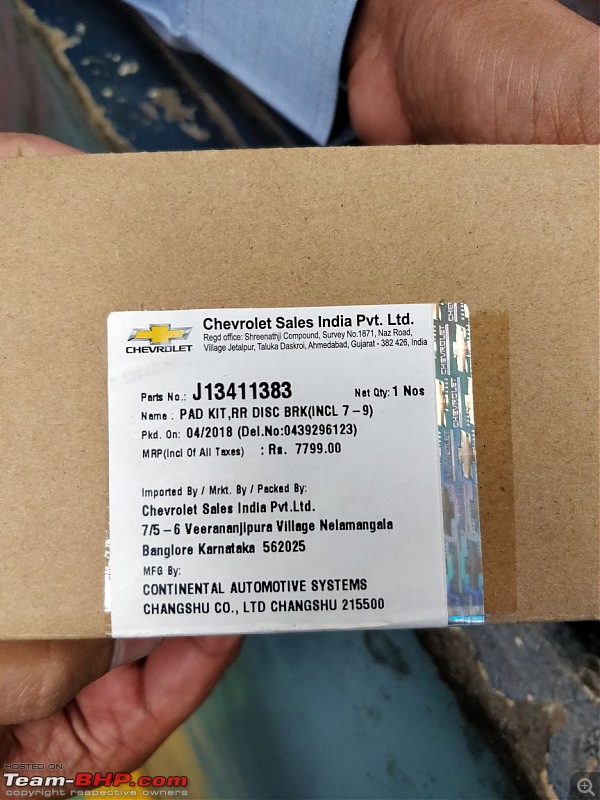 CHEVROLET
Chevrolet Sales India Pvt. Ltd.
Regd office: Shreenathji Compound, Survey No.1871, Naz Road,
Village Jetalpur, Taluka Daskroi, Ahmedabad, Gujarat - 382 426, India
Parts No.: J13411383 Net Qty: 1 Nos
Name : PAD KIT,RR DISC BRK(INCL 7-9)
Pkd. On: 04/2018 (Del.No:0439296123)
MRP(Incl Of All Taxes) : Rs. 7799.00
Imported By / Mrkt. By / Packed By:
Chevrolet Sales India Pvt.Ltd.
7/5-6 Veerananjipura Village Nelamangala
Banglore Karnataka 562025
MFG By:
CONTINENTAL AUTOMOTIVE SYSTEMS
CHANGSHU CO., LTD CHANGSHU 215500
CHEVROLET
CHEVROLET
HOSTED ON
Team-BHP.com
copyright respective owners